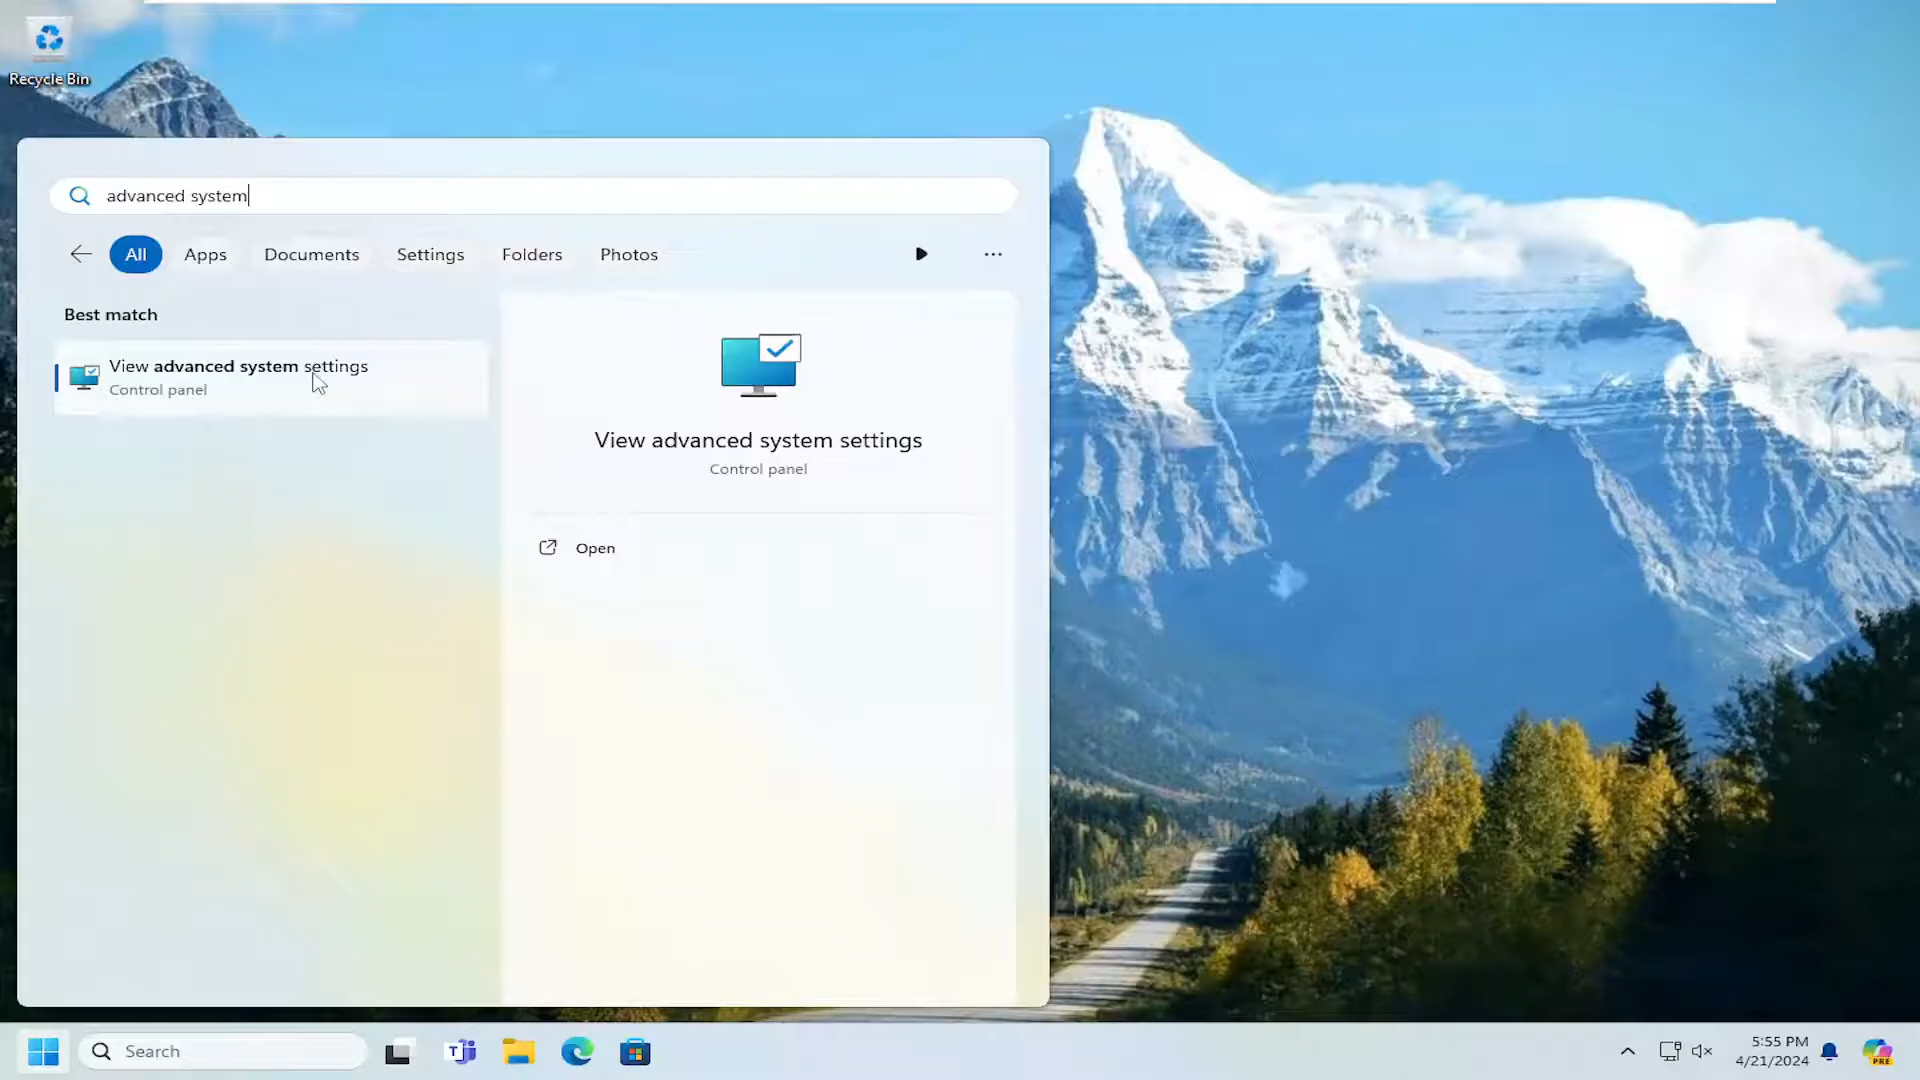 Recycle Bin
advanced system
All
Apps
Documents
Settings
Folders
Photos
Best match
View advanced system settings
Control panel
View advanced system settings
Control panel
Open
Search
T
5:55 PM
4/21/2024
PRE